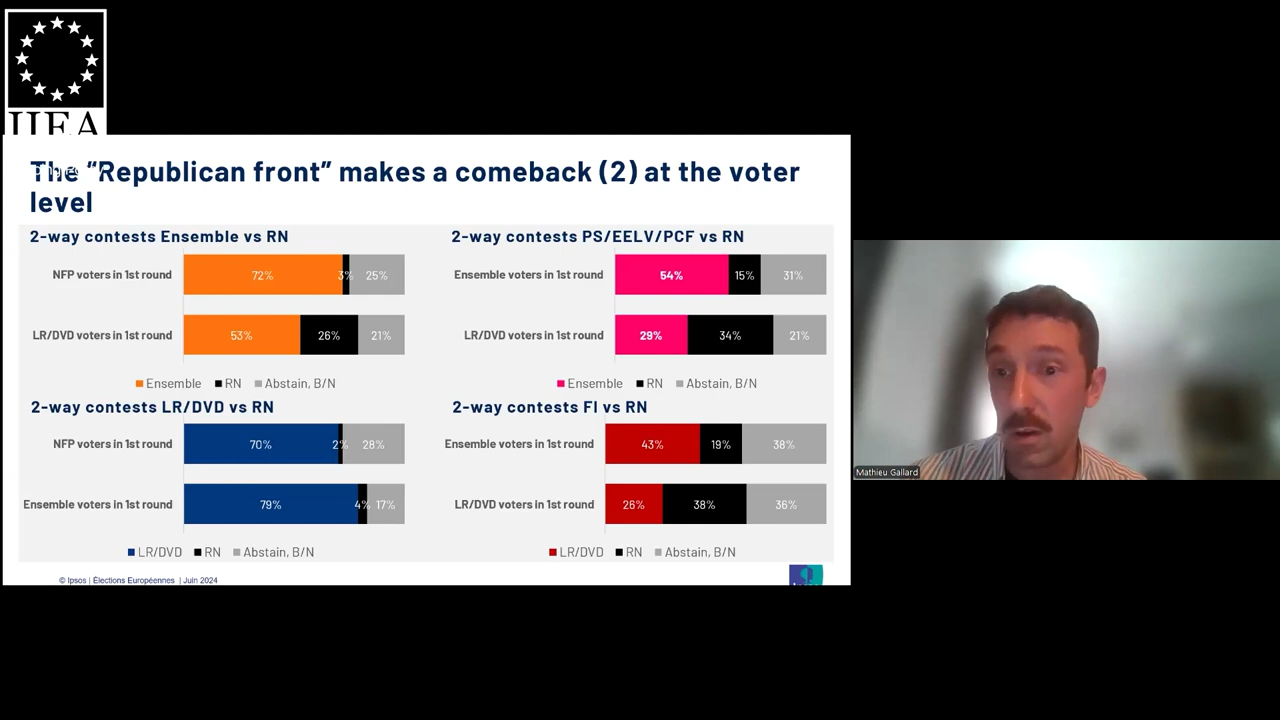 IIEA
The “Republican front” makes a comeback (2) at the voter
level
2-way contests Ensemble vs RN
NFP voters in 1st round 72% 3% 25%
LR/DVD voters in 1st round 53% 26% 21%
Ensemble RN Abstain, B/N
2-way contests PS/EELV/PCF vs RN
Ensemble voters in 1st round 54% 15% 31%
LR/DVD voters in 1st round 29% 34% 21%
Ensemble RN Abstain, B/N
2-way contests LR/DVD vs RN
NFP voters in 1st round 70% 2% 28%
Ensemble voters in 1st round 79% 4% 17%
LR/DVD RN Abstain, B/N
2-way contests FI vs RN
Ensemble voters in 1st round 43% 19% 38%
LR/DVD voters in 1st round 26% 38% 36%
LR/DVD RN Abstain, B/N
© Ipsos | Élections Européennes | Juin 2024
Mathieu Gallard